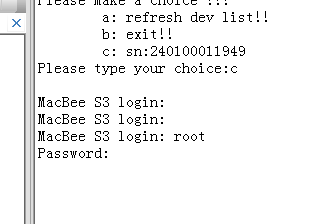 Please make a choice !!!
a: refresh dev list!!
b: exit!!
c: sn:240100011949
Please type your choice:c
MacBee S3 login:
MacBee S3 login:
MacBee S3 login: root
Password: